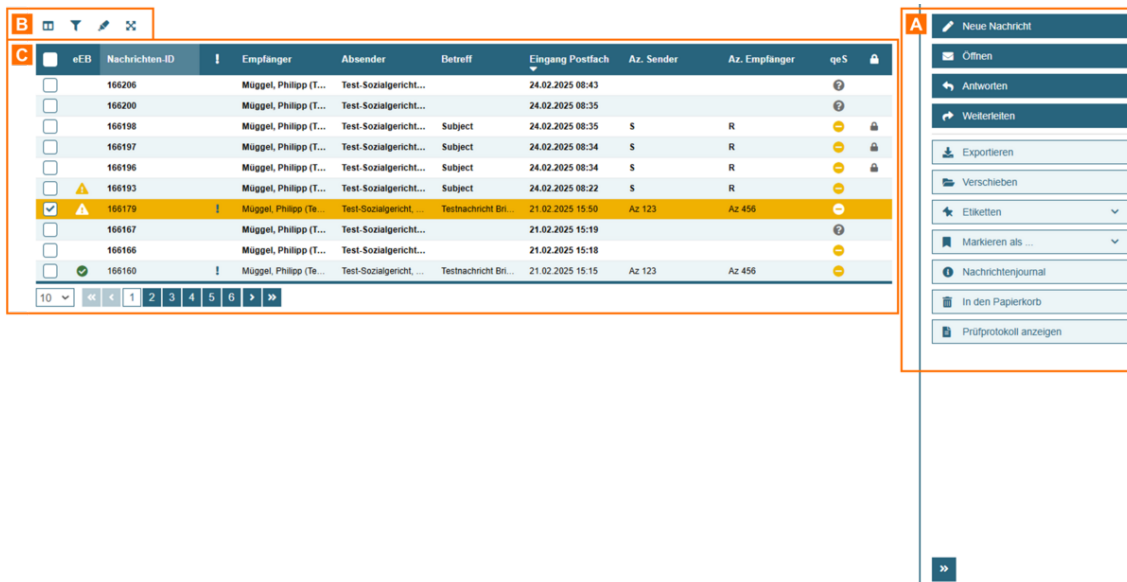 B
C
eEB Nachrichten-ID ! Empfänger Absender Betreff Eingang Postfach Az. Sender Az. Empfänger qeS
166206 Müggel, Philipp (T... Test-Sozialgericht... 24.02.2025 08:43
166200 Müggel, Philipp (T... Test-Sozialgericht... 24.02.2025 08:35
166198 Müggel, Philipp (T... Test-Sozialgericht... Subject 24.02.2025 08:35 S R
166197 Müggel, Philipp (T... Test-Sozialgericht... Subject 24.02.2025 08:34 S R
166196 Müggel, Philipp (T... Test-Sozialgericht... Subject 24.02.2025 08:34 S R
166193 Müggel, Philipp (T... Test-Sozialgericht... Subject 24.02.2025 08:22 S R
166179 ! Müggel, Philipp (Te... Test-Sozialgericht, ... Testnachricht Bri... 21.02.2025 15:50 Az 123 Az 456
166167 Müggel, Philipp (T... Test-Sozialgericht... 21.02.2025 15:19
166166 Müggel, Philipp (T... Test-Sozialgericht... 21.02.2025 15:18
166160 ! Müggel, Philipp (Te... Test-Sozialgericht, ... Testnachricht Bri... 21.02.2025 15:15 Az 123 Az 456
10 « ‹ 1 2 3 4 5 6 › »
A
Neue Nachricht
Öffnen
Antworten
Weiterleiten
Exportieren
Verschieben
Etiketten
Markieren als ...
Nachrichtenjournal
In den Papierkorb
Prüfprotokoll anzeigen
»